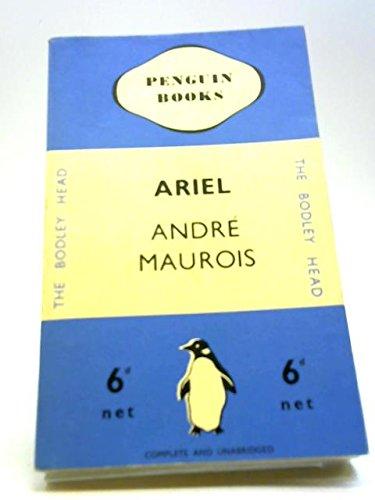 PENGUIN
BOOKS
THE BODLEY HEAD
ARIEL
ANDRÉ
MAUROIS
THE BODLEY HEAD
6d
net
6d
net
COMPLETE AND UNABRIDGED